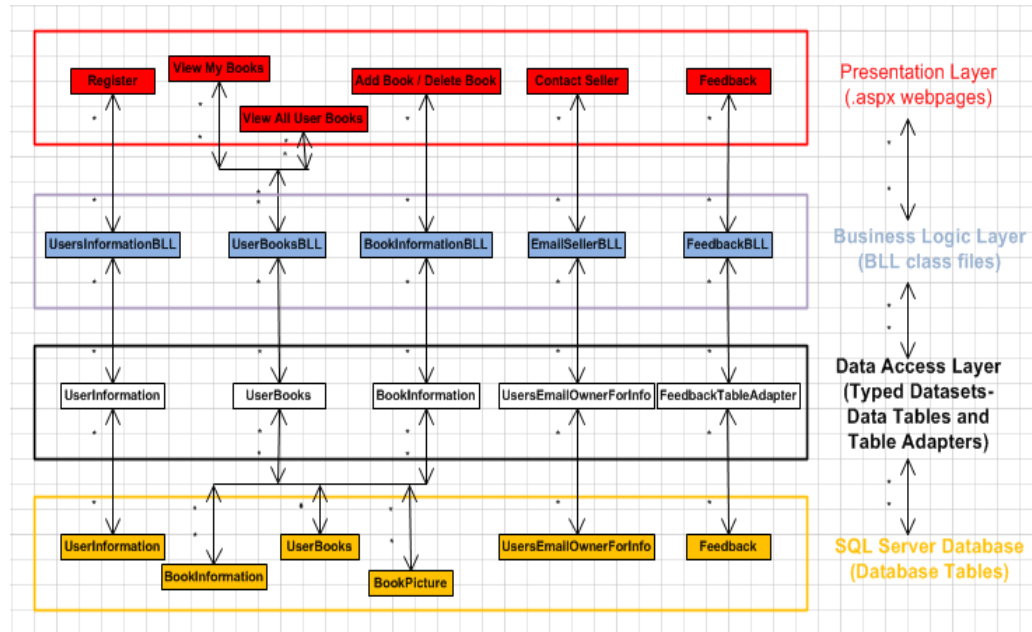 View My Books
Register
Add Book / Delete Book
Contact Seller
Feedback
View All User Books
Presentation Layer
(.aspx webpages)
UsersInformationBLL
UserBooksBLL
BookInformationBLL
EmailSellerBLL
FeedbackBLL
Business Logic Layer
(BLL class files)
UserInformation
UserBooks
BookInformation
UsersEmailOwnerForInfo
FeedbackTableAdapter
Data Access Layer
(Typed Datasets-
Data Tables and
Table Adapters)
UserInformation
BookInformation
UserBooks
BookPicture
UsersEmailOwnerForInfo
Feedback
SQL Server Database
(Database Tables)